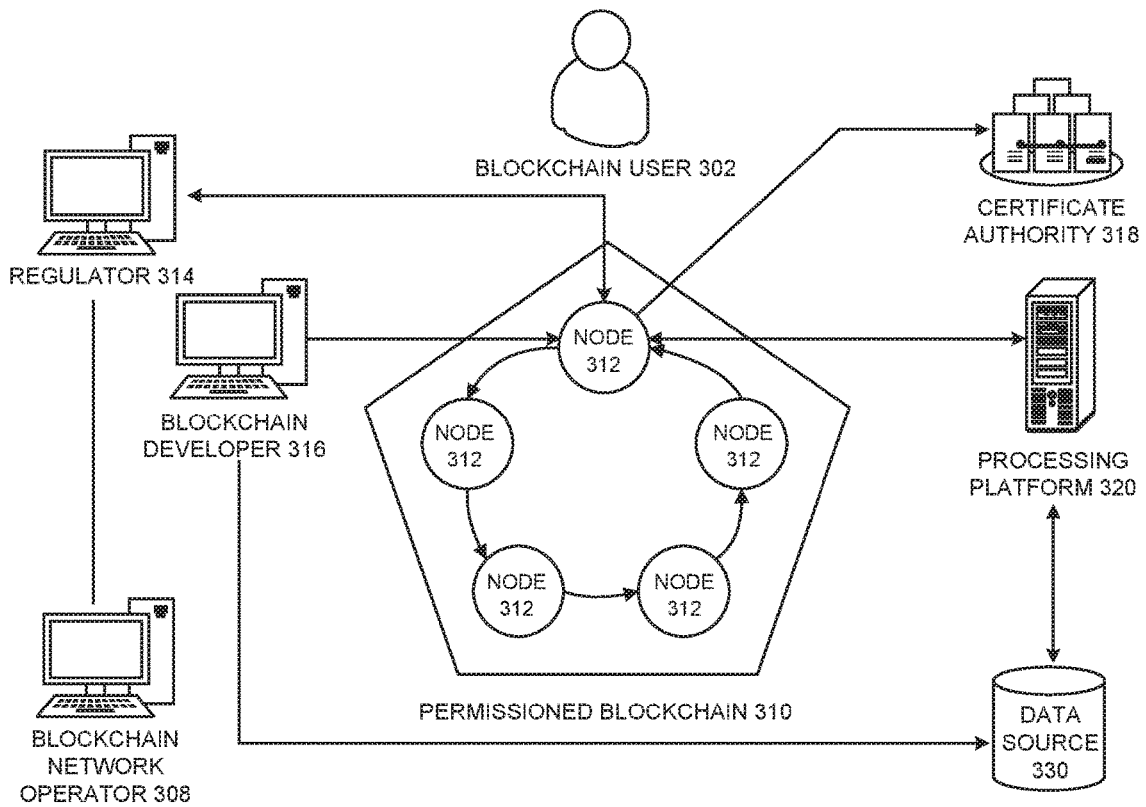 BLOCKCHAIN USER 302
CERTIFICATE
AUTHORITY 318
REGULATOR 314
NODE
312
BLOCKCHAIN
DEVELOPER 316
NODE
312
NODE
312
PROCESSING
PLATFORM 320
NODE
312
NODE
312
PERMISSIONED BLOCKCHAIN 310
BLOCKCHAIN
NETWORK
OPERATOR 308
DATA
SOURCE
330